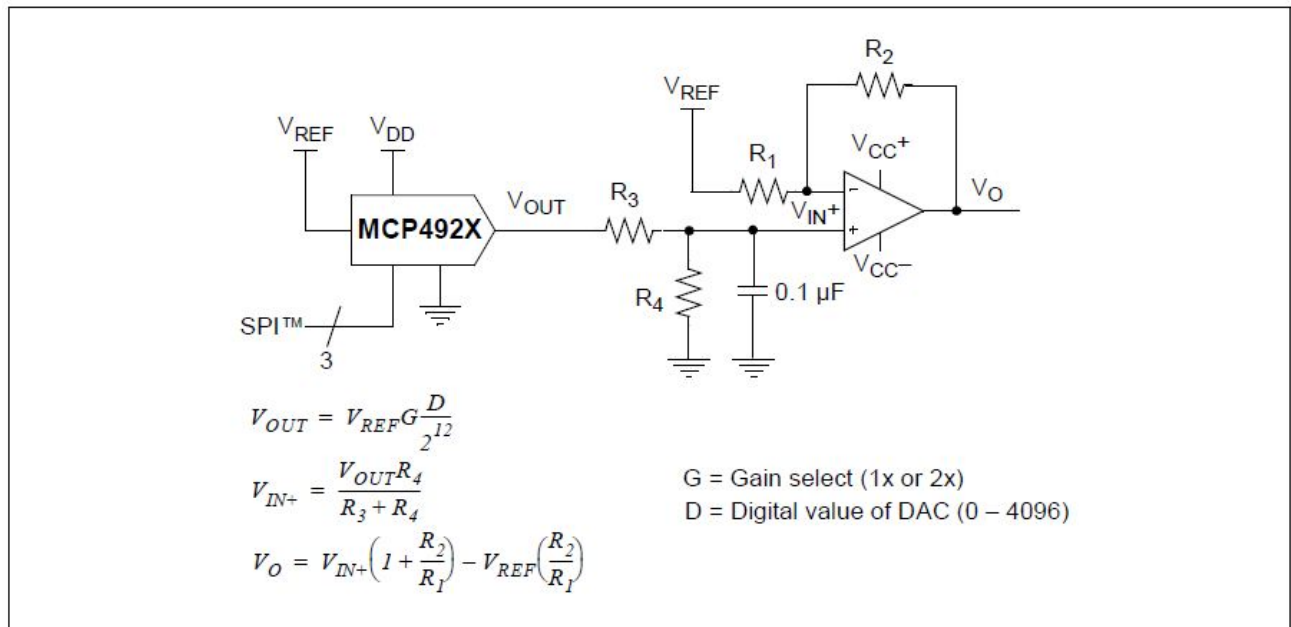 R2
VREF
VREF VDD
R1
VCC+
VO
VOUT
R3
VIN+
-
+
MCP492X
VCC–
R4
0.1 µF
SPI™
3
VOUT = VREF G D/2^12
VIN+ = VOUT R4/(R3 + R4)
VO = VIN+(1 + R2/R1) – VREF(R2/R1)
G = Gain select (1x or 2x)
D = Digital value of DAC (0 – 4096)